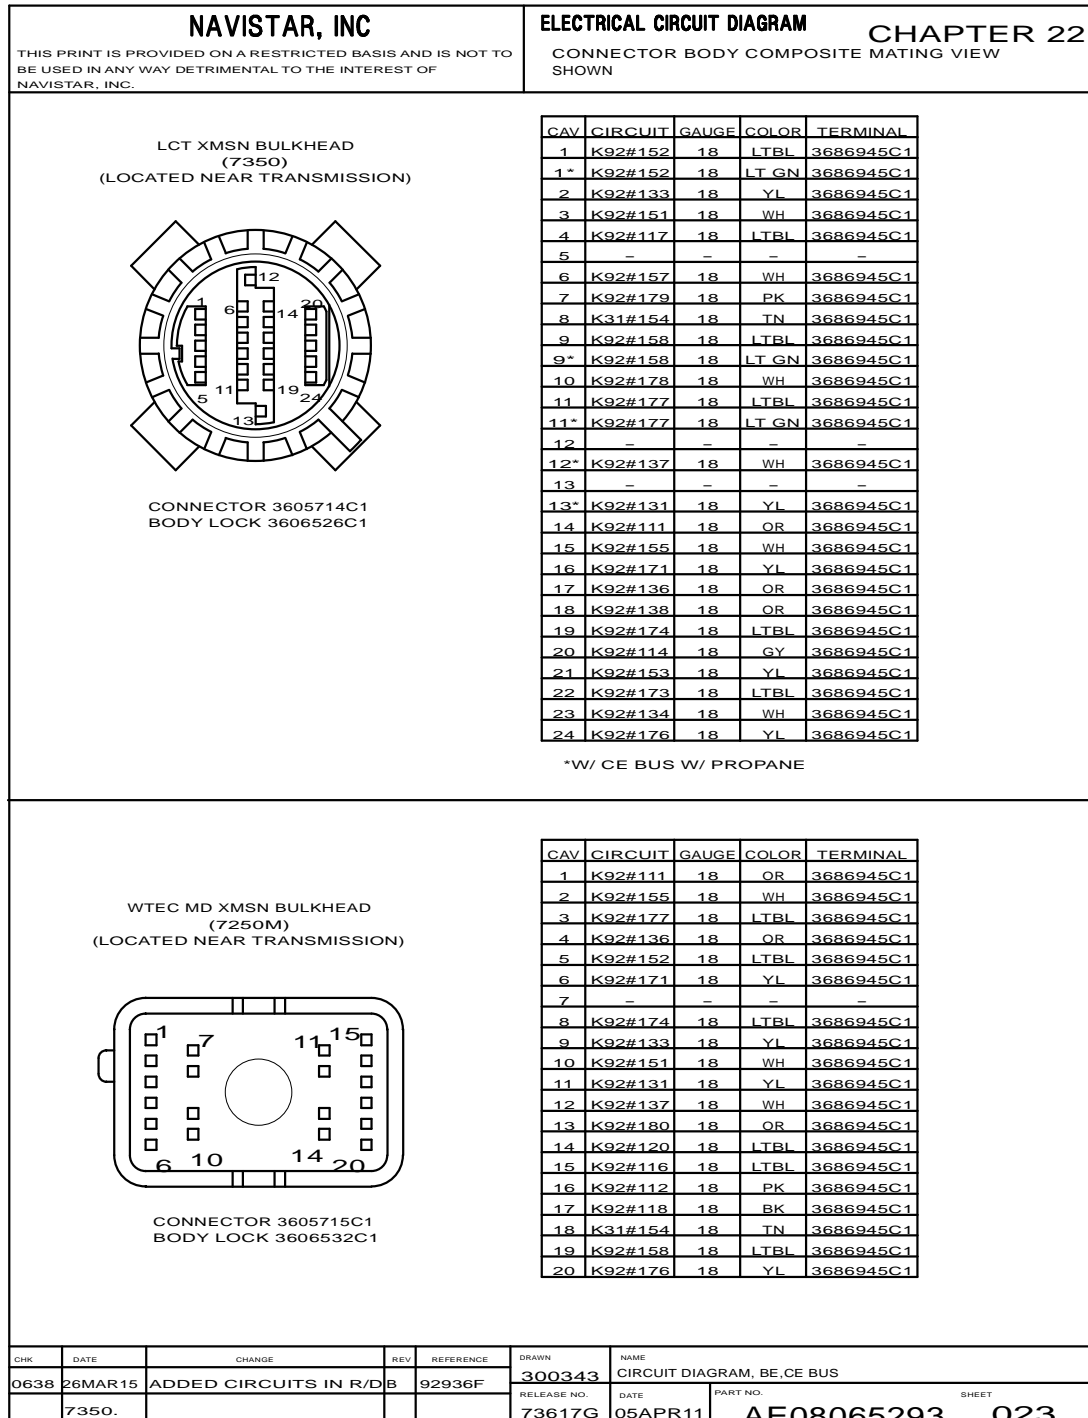 NAVISTAR, INC
THIS PRINT IS PROVIDED ON A RESTRICTED BASIS AND IS NOT TO
BE USED IN ANY WAY DETRIMENTAL TO THE INTEREST OF
NAVISTAR, INC.
ELECTRICAL CIRCUIT DIAGRAM
CHAPTER 22
CONNECTOR BODY COMPOSITE MATING VIEW
SHOWN
LCT XMSN BULKHEAD
(7350)
(LOCATED NEAR TRANSMISSION)
12
1 6 14 20
5 11 19 24
13
CONNECTOR 3605714C1
BODY LOCK 3606526C1
CAV CIRCUIT GAUGE COLOR TERMINAL
1 K92#152 18 LTBL 3686945C1
1* K92#152 18 LT GN 3686945C1
2 K92#133 18 YL 3686945C1
3 K92#151 18 WH 3686945C1
4 K92#117 18 LTBL 3686945C1
5 – – – –
6 K92#157 18 WH 3686945C1
7 K92#179 18 PK 3686945C1
8 K31#154 18 TN 3686945C1
9 K92#158 18 LTBL 3686945C1
9* K92#158 18 LT GN 3686945C1
10 K92#178 18 WH 3686945C1
11 K92#177 18 LTBL 3686945C1
11* K92#177 18 LT GN 3686945C1
12 – – – –
12* K92#137 18 WH 3686945C1
13 – – – –
13* K92#131 18 YL 3686945C1
14 K92#111 18 OR 3686945C1
15 K92#155 18 WH 3686945C1
16 K92#171 18 YL 3686945C1
17 K92#136 18 OR 3686945C1
18 K92#138 18 OR 3686945C1
19 K92#174 18 LTBL 3686945C1
20 K92#114 18 GY 3686945C1
21 K92#153 18 YL 3686945C1
22 K92#173 18 LTBL 3686945C1
23 K92#134 18 WH 3686945C1
24 K92#176 18 YL 3686945C1
*W/ CE BUS W/ PROPANE
WTEC MD XMSN BULKHEAD
(7250M)
(LOCATED NEAR TRANSMISSION)
1 7 11 15
6 10 14 20
CONNECTOR 3605715C1
BODY LOCK 3606532C1
CAV CIRCUIT GAUGE COLOR TERMINAL
1 K92#111 18 OR 3686945C1
2 K92#155 18 WH 3686945C1
3 K92#177 18 LTBL 3686945C1
4 K92#136 18 OR 3686945C1
5 K92#152 18 LTBL 3686945C1
6 K92#171 18 YL 3686945C1
7 – – – –
8 K92#174 18 LTBL 3686945C1
9 K92#133 18 YL 3686945C1
10 K92#151 18 WH 3686945C1
11 K92#131 18 YL 3686945C1
12 K92#137 18 WH 3686945C1
13 K92#180 18 OR 3686945C1
14 K92#120 18 LTBL 3686945C1
15 K92#116 18 LTBL 3686945C1
16 K92#112 18 PK 3686945C1
17 K92#118 18 BK 3686945C1
18 K31#154 18 TN 3686945C1
19 K92#158 18 LTBL 3686945C1
20 K92#176 18 YL 3686945C1
CHK DATE CHANGE REV REFERENCE
0638 26MAR15 ADDED CIRCUITS IN R/D B 92936F
7350.
DRAWN NAME
300343 CIRCUIT DIAGRAM, BE,CE BUS
RELEASE NO. DATE PART NO. SHEET
73617G 05APR11 AE08065293 023